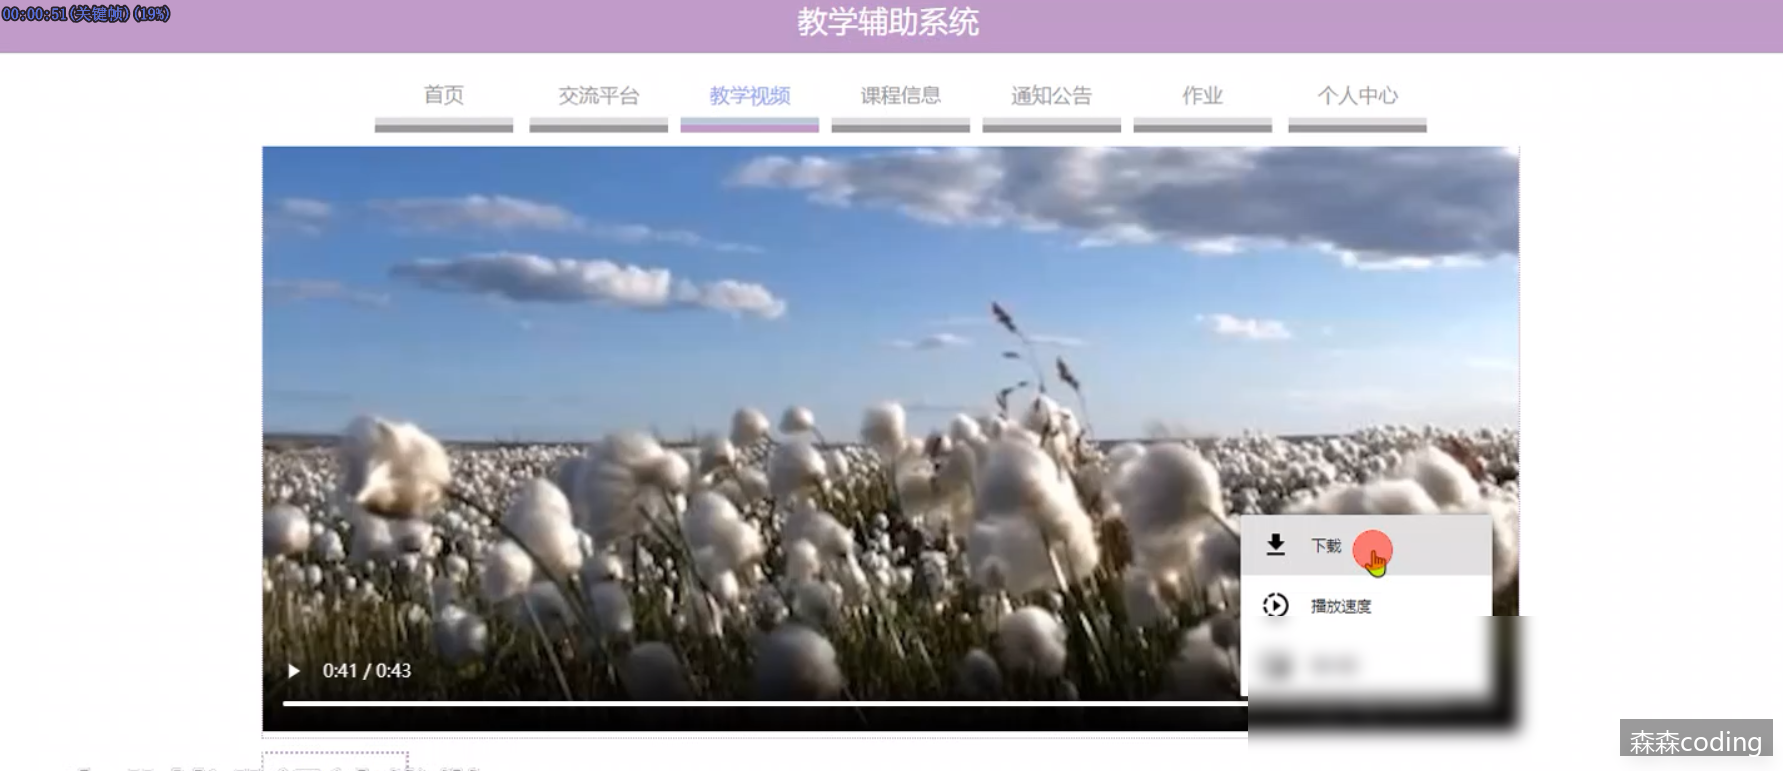 00:00:51(关键帧)(19%)
教学辅助系统
首页 交流平台 教学视频 课程信息 通知公告 作业 个人中心
下载
播放速度
0:41 / 0:43
森森coding